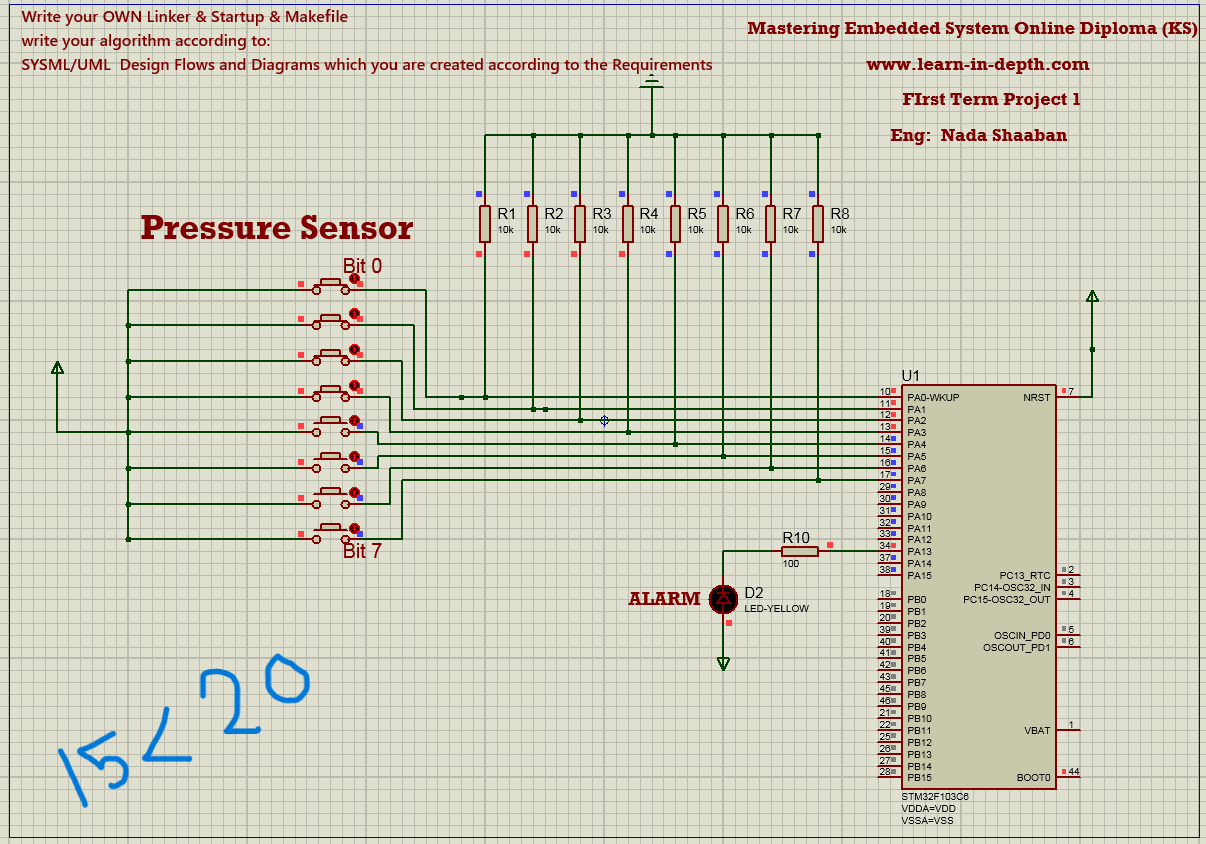 Write your OWN Linker & Startup & Makefile
write your algorithm according to:
SYSML/UML Design Flows and Diagrams which you are created according to the Requirements
Mastering Embedded System Online Diploma (KS)
www.learn-in-depth.com
FIrst Term Project 1
Eng: Nada Shaaban
R1 R2 R3 R4 R5 R6 R7 R8
10k 10k 10k 10k 10k 10k 10k 10k
Pressure Sensor
Bit 0
Bit 7
U1
10 PA0-WKUP NRST 7
11 PA1
12 PA2
13 PA3
14 PA4
15 PA5
16 PA6
17 PA7
29 PA8
30 PA9
31 PA10
32 PA11
33 PA12
34 PA13
37 PA14
38 PA15 PC13_RTC 2
PC14-OSC32_IN 3
18 PB0 PC15-OSC32_OUT 4
19 PB1
20 PB2
39 PB3 OSCIN_PD0 5
40 PB4 OSCOUT_PD1 6
41 PB5
42 PB6
43 PB7
45 PB8
46 PB9
21 PB10
22 PB11 VBAT 1
25 PB12
26 PB13
27 PB14
28 PB15 BOOT0 44
STM32F103C6
VDDA=VDD
VSSA=VSS
R10
100
ALARM
D2
LED-YELLOW
15 < 20